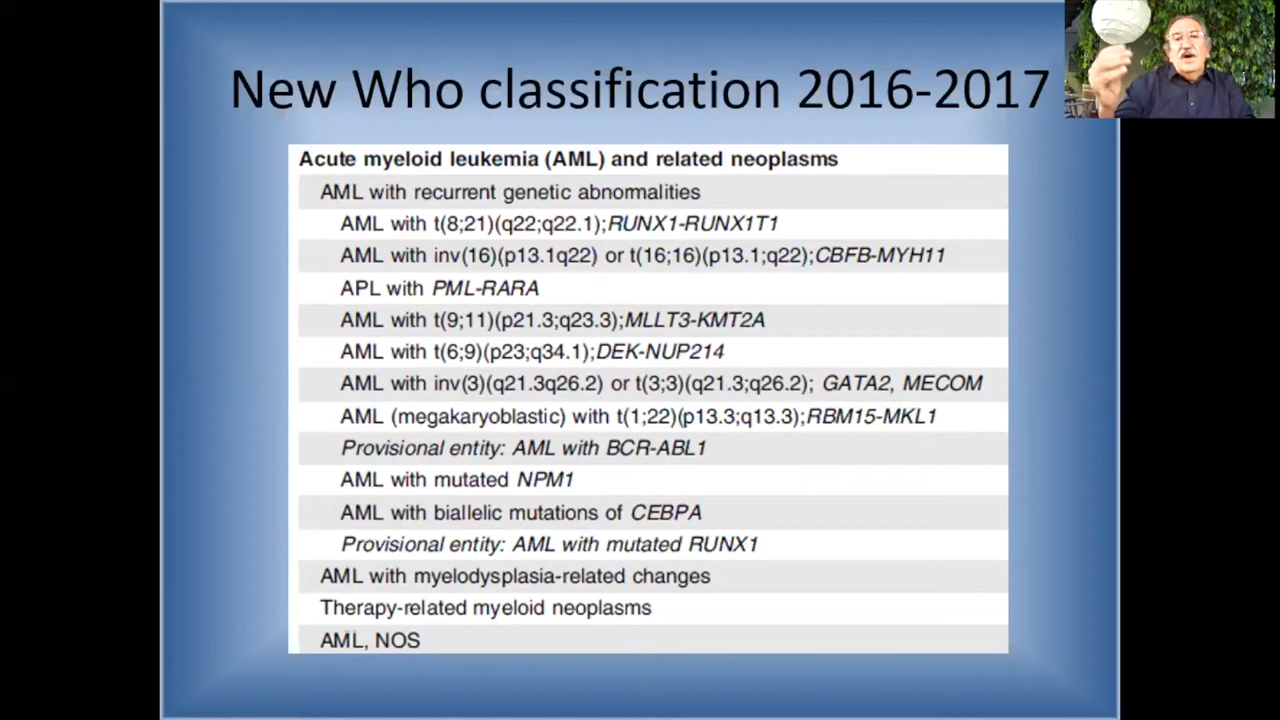 New Who classification 2016-2017
Acute myeloid leukemia (AML) and related neoplasms
AML with recurrent genetic abnormalities
AML with t(8;21)(q22;q22.1);RUNX1-RUNX1T1
AML with inv(16)(p13.1q22) or t(16;16)(p13.1;q22);CBFB-MYH11
APL with PML-RARA
AML with t(9;11)(p21.3;q23.3);MLLT3-KMT2A
AML with t(6;9)(p23;q34.1);DEK-NUP214
AML with inv(3)(q21.3q26.2) or t(3;3)(q21.3;q26.2); GATA2, MECOM
AML (megakaryoblastic) with t(1;22)(p13.3;q13.3);RBM15-MKL1
Provisional entity: AML with BCR-ABL1
AML with mutated NPM1
AML with biallelic mutations of CEBPA
Provisional entity: AML with mutated RUNX1
AML with myelodysplasia-related changes
Therapy-related myeloid neoplasms
AML, NOS